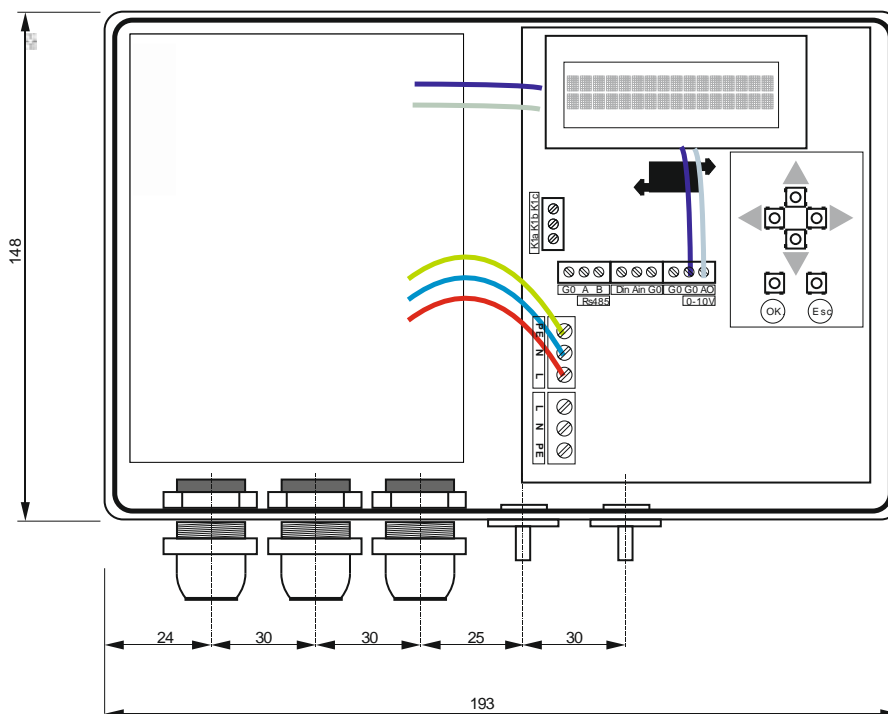 K1a K1b K1c
G0 A B Din Ain G0 G0 G0 AO
Rs485 0-10V
OK Esc
PE
N
L
L
N
PE
148
24 30 30 25 30
193